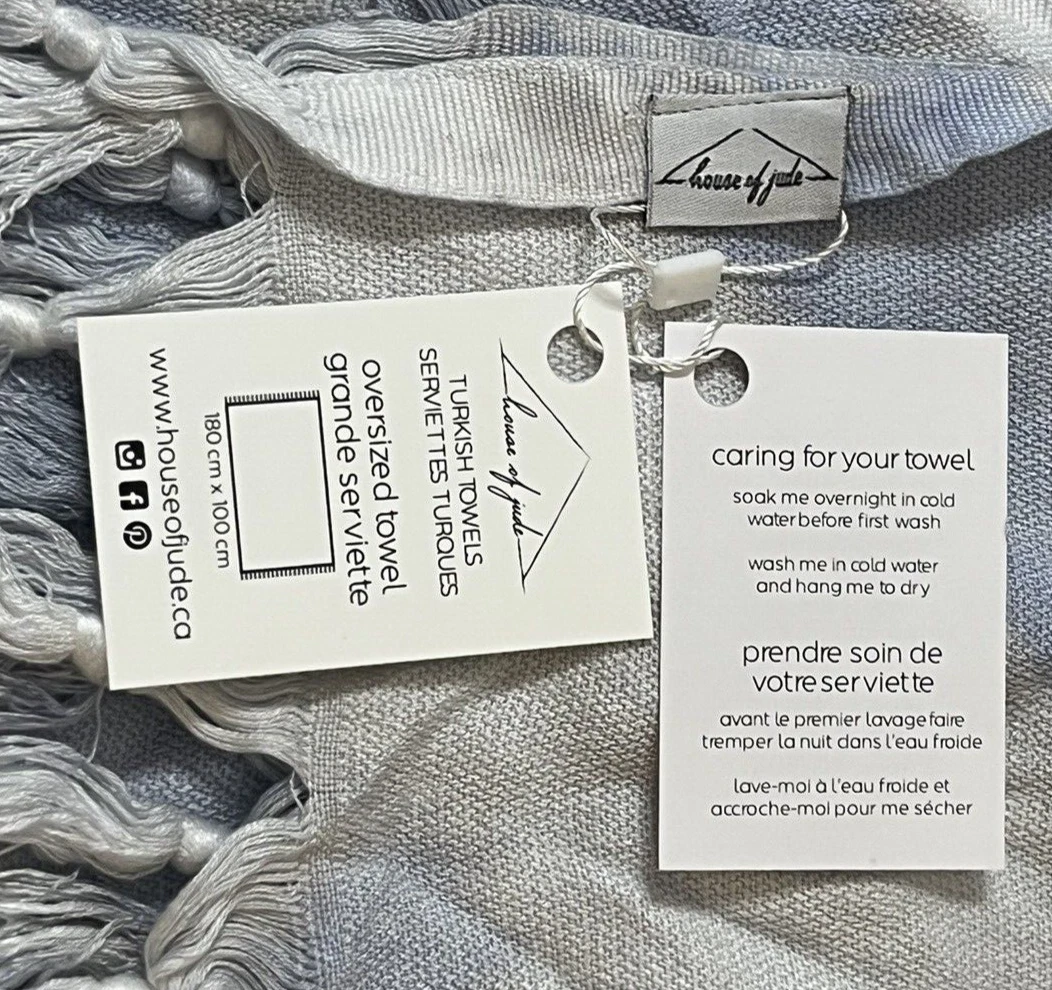 house of jude
house of jude
TURKISH TOWELS
SERVIETTES TURQUES
oversized towel
grande serviette
180 cm x 100 cm
www.houseofjude.ca
caring for your towel
soak me overnight in cold
water before first wash
wash me in cold water
and hang me to dry
prendre soin de
votre serviette
avant le premier lavage faire
tremper la nuit dans l'eau froide
lave-moi à l'eau froide et
accroche-moi pour me sécher